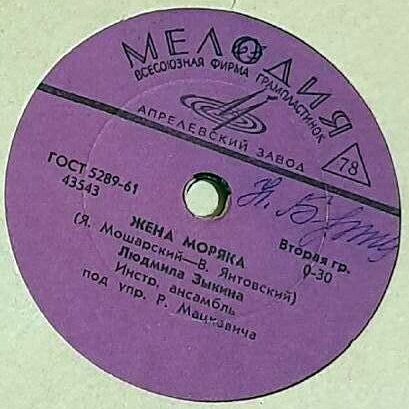 МЕЛОДИЯ
ВСЕСОЮЗНАЯ ФИРМА ГРАМПЛАСТИНОК
АПРЕЛЕВСКИЙ ЗАВОД
78
ГОСТ 5289-61
43543
Вторая гр.
0-30
ЖЕНА МОРЯКА
(Я. Мошарский—В. Янтовский)
Людмила Зыкина
Инстр. ансамбль
под упр. Р. Мацкевича